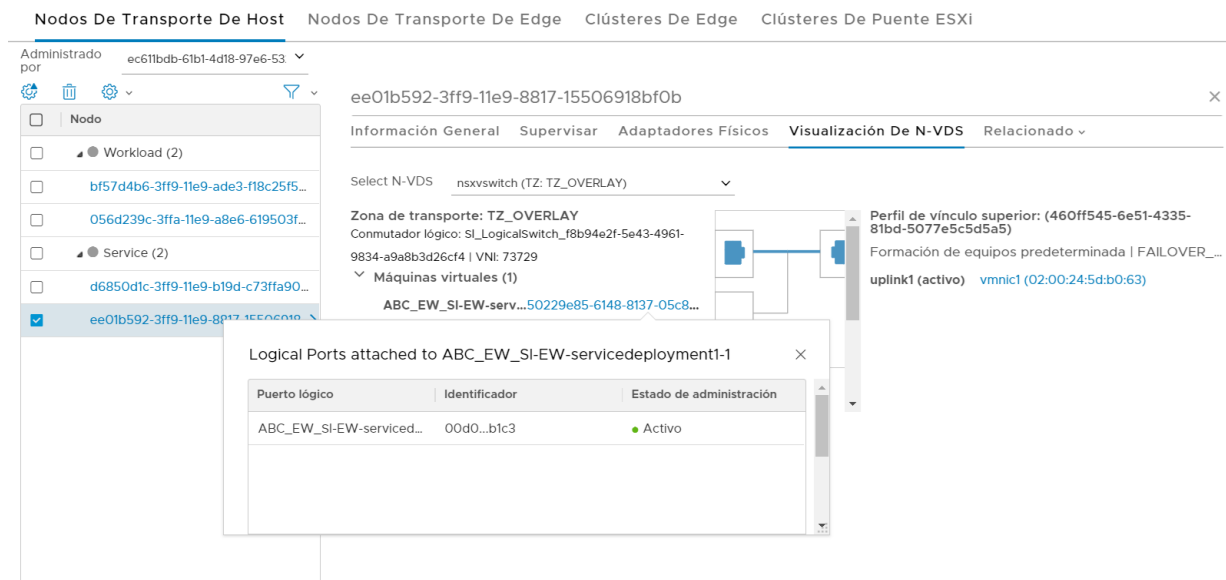 Nodos De Transporte De Host Nodos De Transporte De Edge Clústeres De Edge Clústeres De Puente ESXi
Administrado
por
ec611bdb-61b1-4d18-97e6-53
Nodo
Workload (2)
bf57d4b6-3ff9-11e9-ade3-f18c25f5...
056d239c-3ffa-11e9-a8e6-619503f...
Service (2)
d6850d1c-3ff9-11e9-b19d-c73ffa90...
ee01b592-3ff9-11e9-8817-15506918
ee01b592-3ff9-11e9-8817-15506918bf0b
Información General Supervisar Adaptadores Físicos Visualización De N-VDS Relacionado
Select N-VDS
nsxvswitch (TZ: TZ_OVERLAY)
Zona de transporte: TZ_OVERLAY
Conmutador lógico: SI_LogicalSwitch_f8b94e2f-5e43-4961-
9834-a9a8b3d26cf4 | VNI: 73729
Máquinas virtuales (1)
ABC_EW_SI-EW-serv...50229e85-6148-8137-05c8...
Perfil de vínculo superior: (460ff545-6e51-4335-
81bd-5077e5c5d5a5)
Formación de equipos predeterminada | FAILOVER_...
uplink1 (activo) vmnic1 (02:00:24:5d:b0:63)
Logical Ports attached to ABC_EW_SI-EW-servicedeployment1-1
Puerto lógico Identificador Estado de administración
ABC_EW_SI-EW-serviced... 00d0...b1c3 Activo